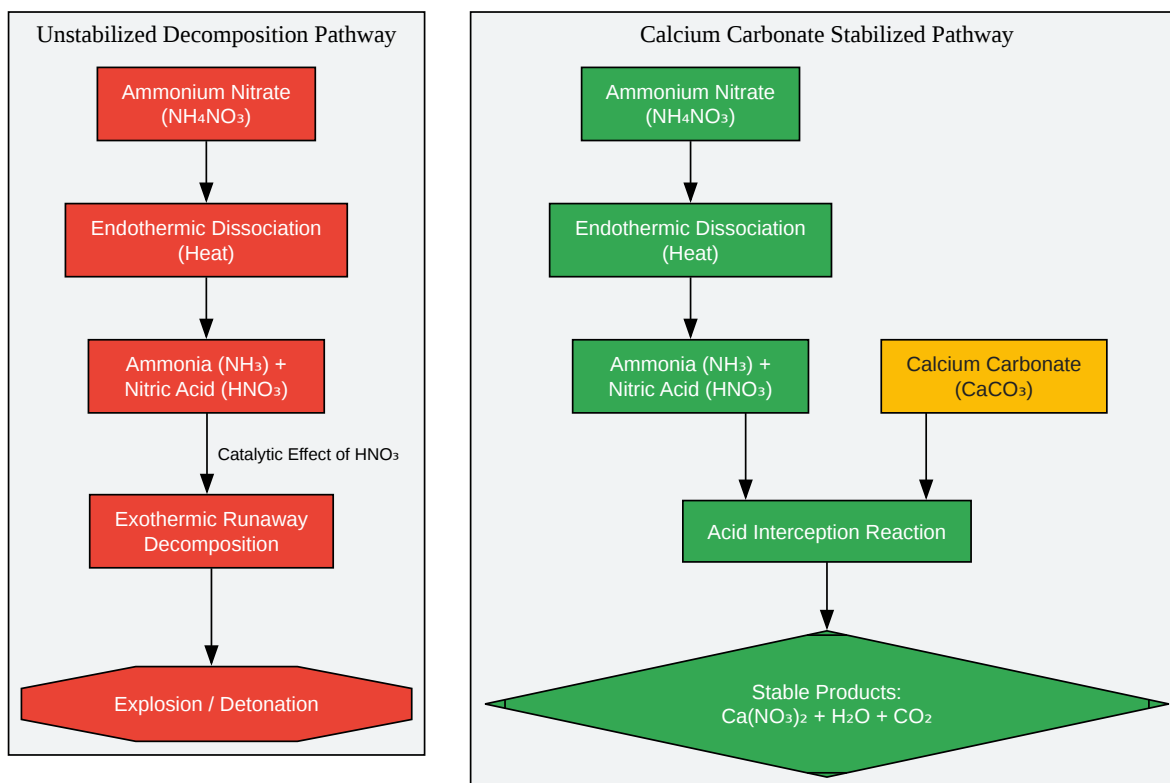 Unstabilized Decomposition Pathway
Ammonium Nitrate
(NH₄NO₃)
Endothermic Dissociation
(Heat)
Ammonia (NH₃) +
Nitric Acid (HNO₃)
Catalytic Effect of HNO₃
Exothermic Runaway
Decomposition
Explosion / Detonation
Calcium Carbonate Stabilized Pathway
Ammonium Nitrate
(NH₄NO₃)
Endothermic Dissociation
(Heat)
Ammonia (NH₃) +
Nitric Acid (HNO₃)
Calcium Carbonate
(CaCO₃)
Acid Interception Reaction
Stable Products:
Ca(NO₃)₂ + H₂O + CO₂